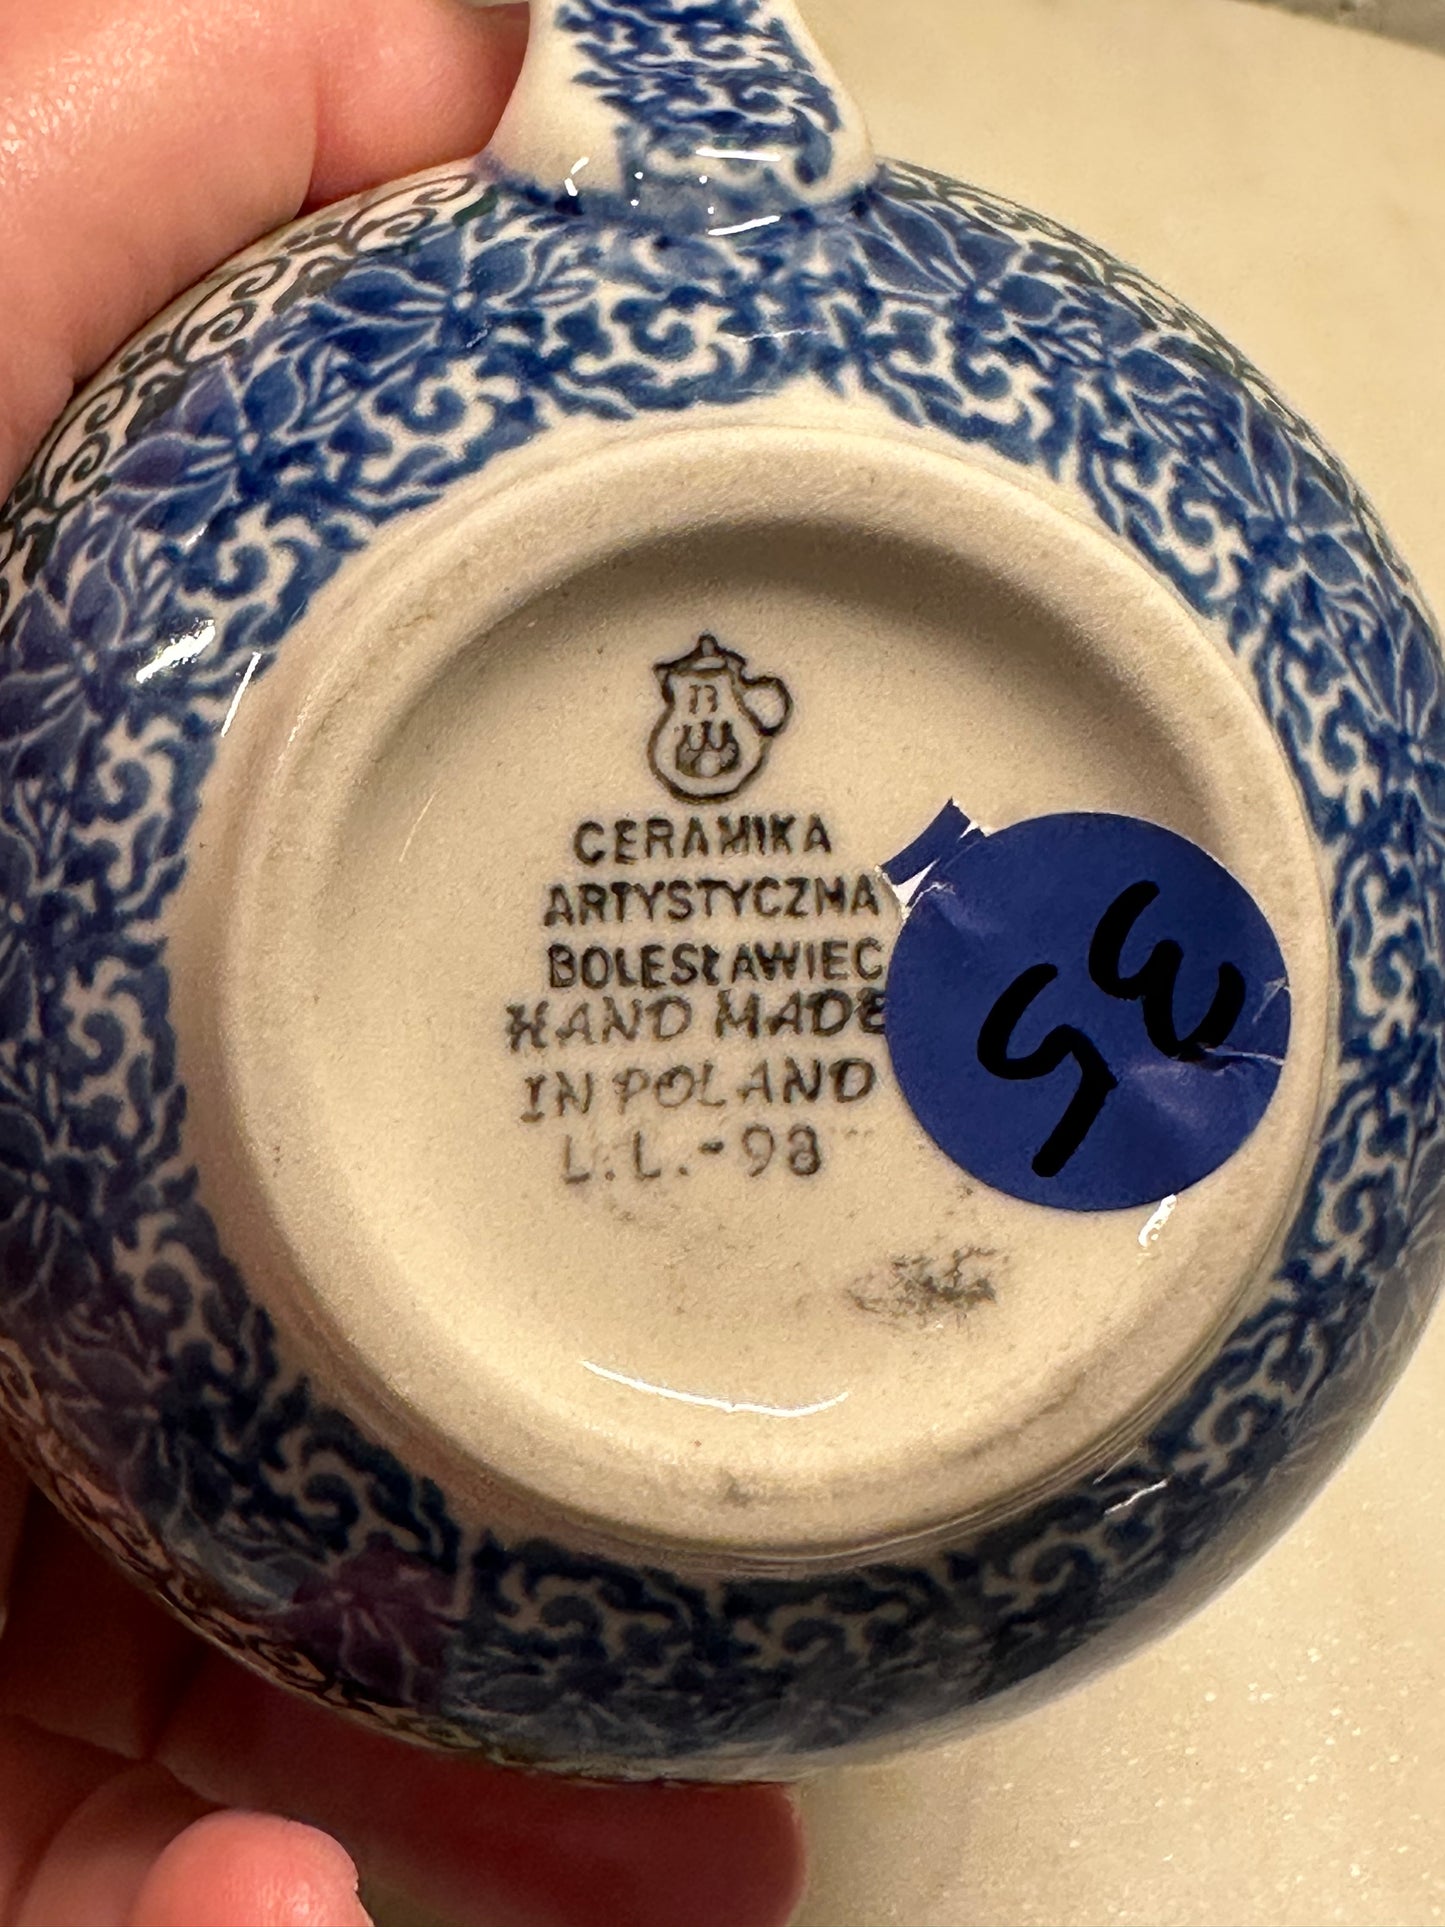 B
CERAMIKA
ARTYSTYCZNA
BOLESŁAWIEC
HAND MADE
IN POLAND
L.L.-98
35